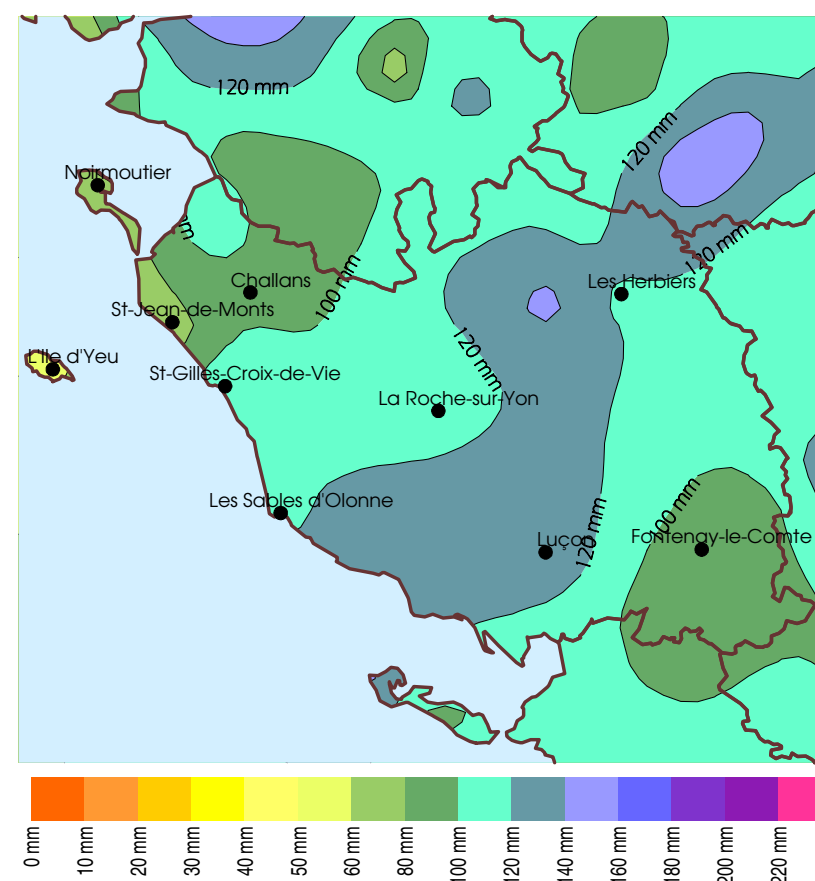 120 mm
120 mm
Noirmoutier
mm
120 mm
Challans
Les Herbiers
100 mm
St-Jean-de-Monts
L'Ile d'Yeu
120 mm
St-Gilles-Croix-de-Vie
La Roche-sur-Yon
Les Sables d'Olonne
100 mm
Luçon
120 mm
Fontenay-le-Comte
0 mm
10 mm
20 mm
30 mm
40 mm
50 mm
60 mm
80 mm
100 mm
120 mm
140 mm
160 mm
180 mm
200 mm
220 mm